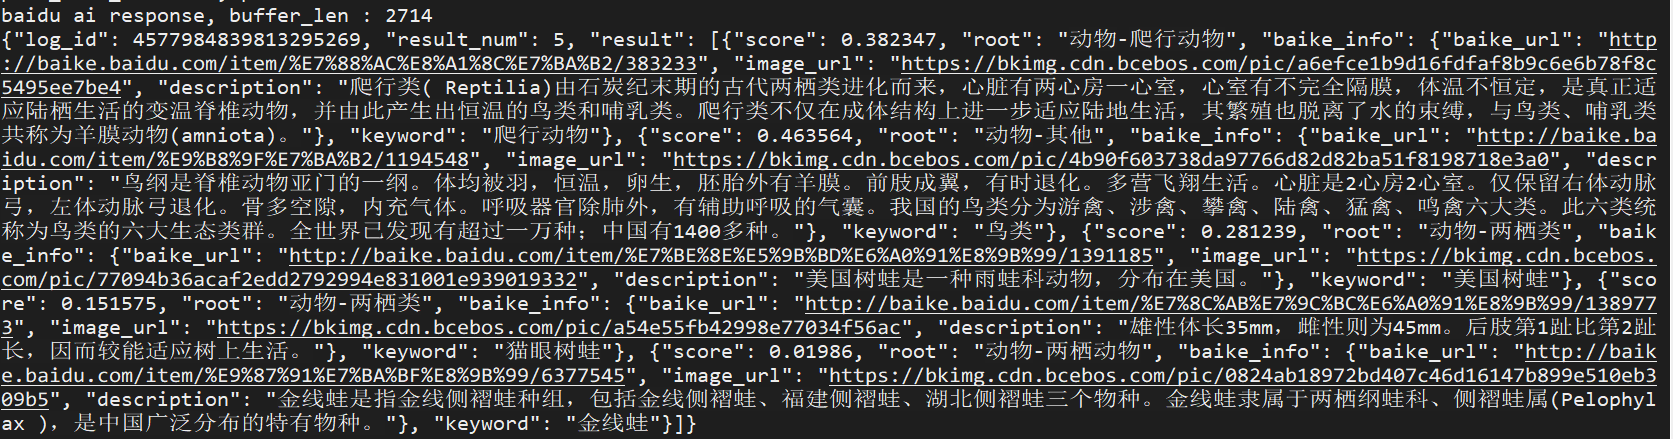 baidu ai response, buffer_len : 2714
{"log_id": 4577984839813295269, "result_num": 5, "result": [{"score": 0.382347, "root": "动物-爬行动物", "baike_info": {"baike_url": "http
://baike.baidu.com/item/%E7%88%AC%E8%A1%8C%E7%BA%B2/383233", "image_url": "https://bkimg.cdn.bcebos.com/pic/a6efce1b9d16fdfaf8b9c6e6b78f8c
5495ee7be4", "description": "爬行类( Reptilia)由石炭纪末期的古代两栖类进化而来，心脏有两心房一心室，心室有不完全隔膜，体温不恒定，是真正适
应陆栖生活的变温脊椎动物，并由此产生出恒温的鸟类和哺乳类。爬行类不仅在成体结构上进一步适应陆地生活，其繁殖也脱离了水的束缚，与鸟类、哺乳类
共称为羊膜动物(amniota)。"}, "keyword": "爬行动物"}, {"score": 0.463564, "root": "动物-其他", "baike_info": {"baike_url": "http://baike.ba
idu.com/item/%E9%B8%9F%E7%BA%B2/1194548", "image_url": "https://bkimg.cdn.bcebos.com/pic/4b90f603738da97766d82d82ba51f8198718e3a0", "descr
iption": "鸟纲是脊椎动物亚门的一纲。体均被羽，恒温，卵生，胚胎外有羊膜。前肢成翼，有时退化。多营飞翔生活。心脏是2心房2心室。仅保留右体动脉
弓，左体动脉弓退化。骨多空隙，内充气体。呼吸器官除肺外，有辅助呼吸的气囊。我国的鸟类分为游禽、涉禽、攀禽、陆禽、猛禽、鸣禽六大类。此六类统
称为鸟类的六大生态类群。全世界已发现有超过一万种；中国有1400多种。"}, "keyword": "鸟类"}, {"score": 0.281239, "root": "动物-两栖类", "baik
e_info": {"baike_url": "http://baike.baidu.com/item/%E7%BE%8E%E5%9B%BD%E6%A0%91%E8%9B%99/1391185", "image_url": "https://bkimg.cdn.bcebos.
com/pic/77094b36acaf2edd2792994e831001e939019332", "description": "美国树蛙是一种雨蛙科动物，分布在美国。"}, "keyword": "美国树蛙"}, {"sco
re": 0.151575, "root": "动物-两栖类", "baike_info": {"baike_url": "http://baike.baidu.com/item/%E7%8C%AB%E7%9C%BC%E6%A0%91%E8%9B%99/138977
3", "image_url": "https://bkimg.cdn.bcebos.com/pic/a54e55fb42998e77034f56ac", "description": "雄性体长35mm，雌性则为45mm。后肢第1趾比第2趾
长，因而较能适应树上生活。"}, "keyword": "猫眼树蛙"}, {"score": 0.01986, "root": "动物-两栖动物", "baike_info": {"baike_url": "http://baik
e.baidu.com/item/%E9%87%91%E7%BA%BF%E8%9B%99/6377545", "image_url": "https://bkimg.cdn.bcebos.com/pic/0824ab18972bd407c46d16147b899e510eb3
09b5", "description": "金线蛙是指金线侧褶蛙种组，包括金线侧褶蛙、福建侧褶蛙、湖北侧褶蛙三个物种。金线蛙隶属于两栖纲蛙科、侧褶蛙属(Pelophyl
ax )，是中国广泛分布的特有物种。"}, "keyword": "金线蛙"}]}